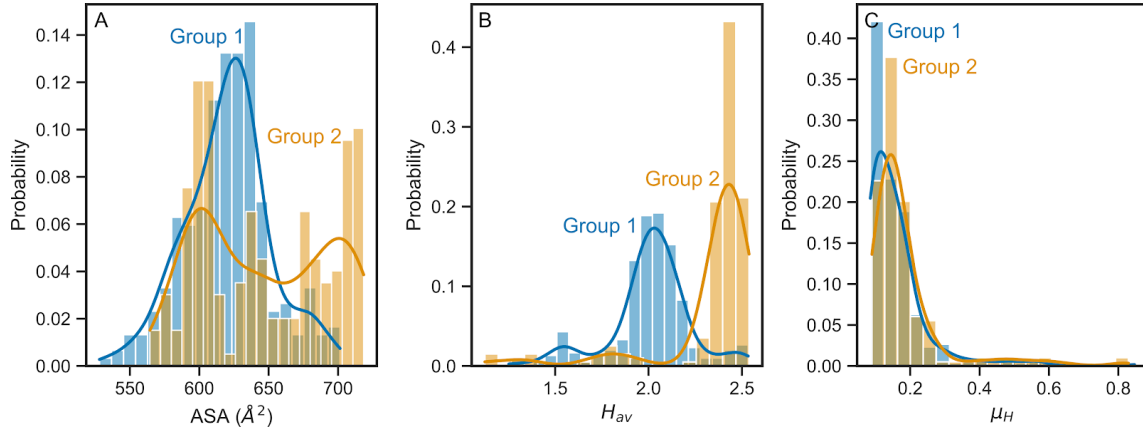 A
Group 1
Group 2
Probability
0.14
0.12
0.10
0.08
0.06
0.04
0.02
0.00
550
600
650
700
ASA (Å²)
B
Group 2
Group 1
Probability
0.4
0.3
0.2
0.1
0.0
1.5
2.0
2.5
H_av
C
Group 1
Group 2
Probability
0.40
0.35
0.30
0.25
0.20
0.15
0.10
0.05
0.00
0.2
0.4
0.6
0.8
μ_H